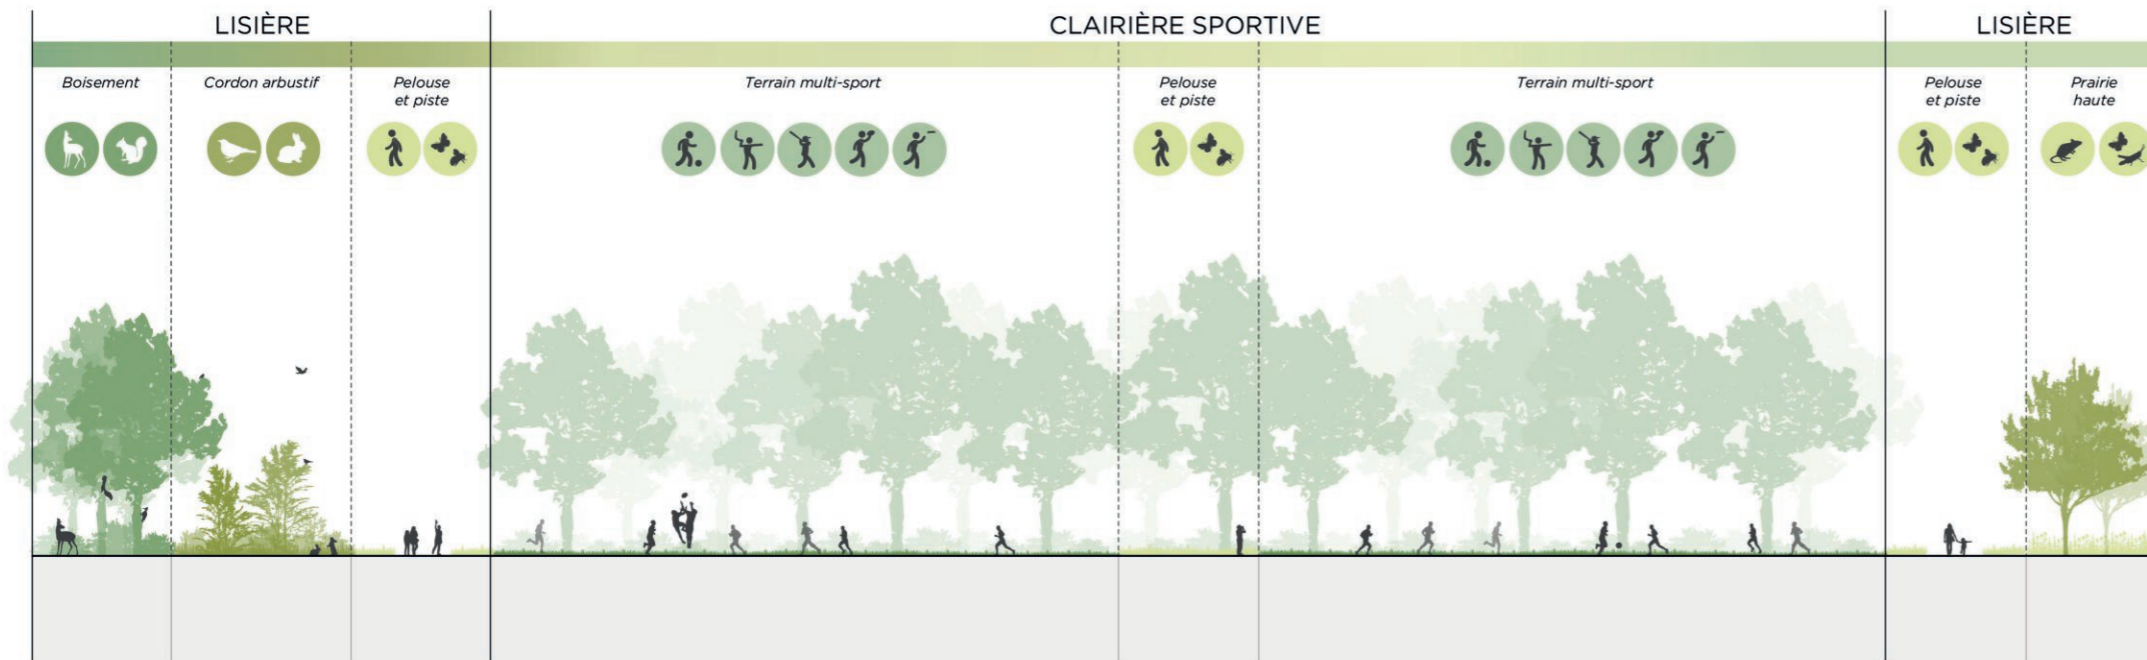 LISIÈRE
CLAIRIÈRE SPORTIVE
LISIÈRE
Boisement
Cordon arbustif
Pelouse
et piste
Terrain multi-sport
Pelouse
et piste
Terrain multi-sport
Pelouse
et piste
Prairie
haute